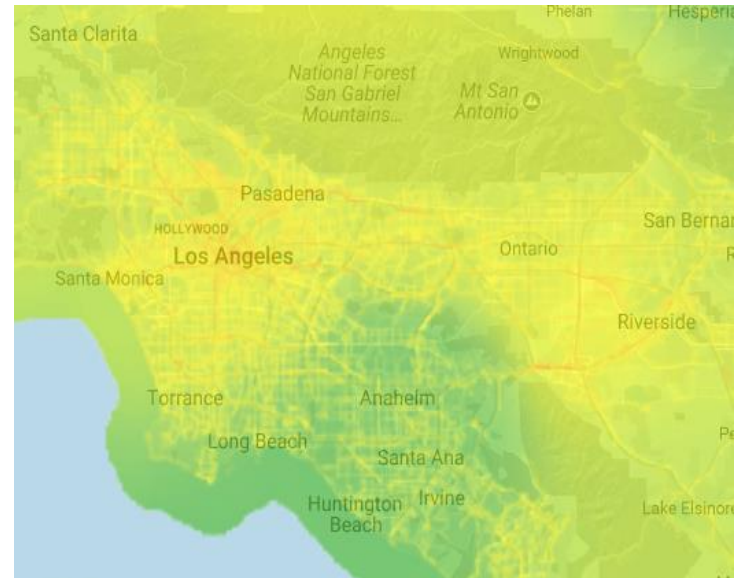 Phelan
Hesperia
Santa Clarita
Angeles
National Forest
San Gabriel
Mountains...
Wrightwood
Mt San
Antonio
Pasadena
HOLLYWOOD
Los Angeles
San Bernar
Ontario
R
Santa Monica
Riverside
Torrance
Anaheim
Long Beach
Pe
Santa Ana
Huntington
Beach
Irvine
Lake Elsinore